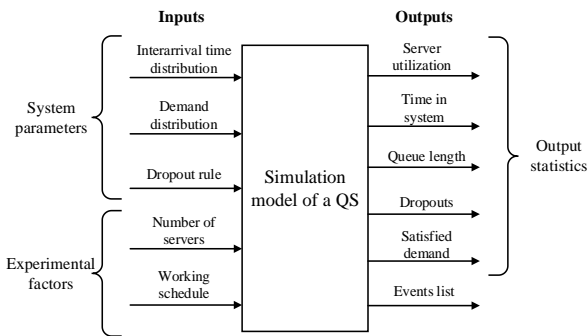 Inputs
Outputs
Interarrival time
distribution
Demand
distribution
Dropout rule
Number of
servers
Working
schedule
System
parameters
Experimental
factors
Simulation
model of a QS
Server
utilization
Time in
system
Queue length
Dropouts
Satisfied
demand
Events list
Output
statistics